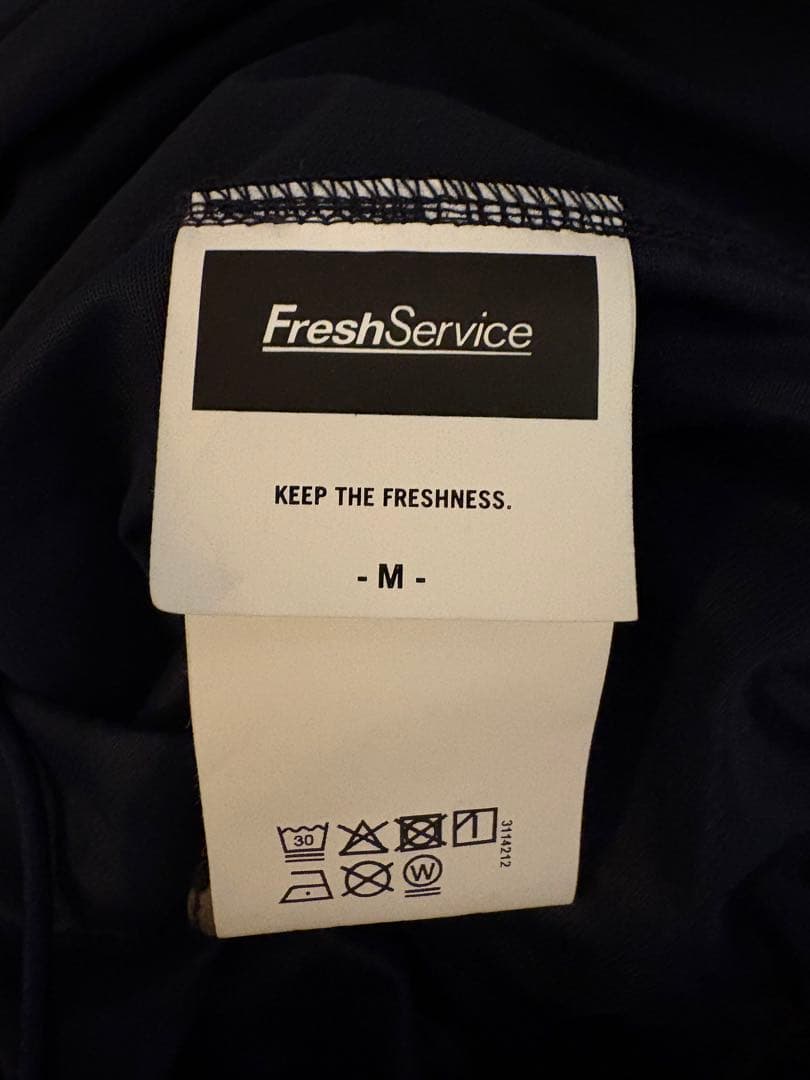 FreshService
KEEP THE FRESHNESS.
- M -
30
3114212
W